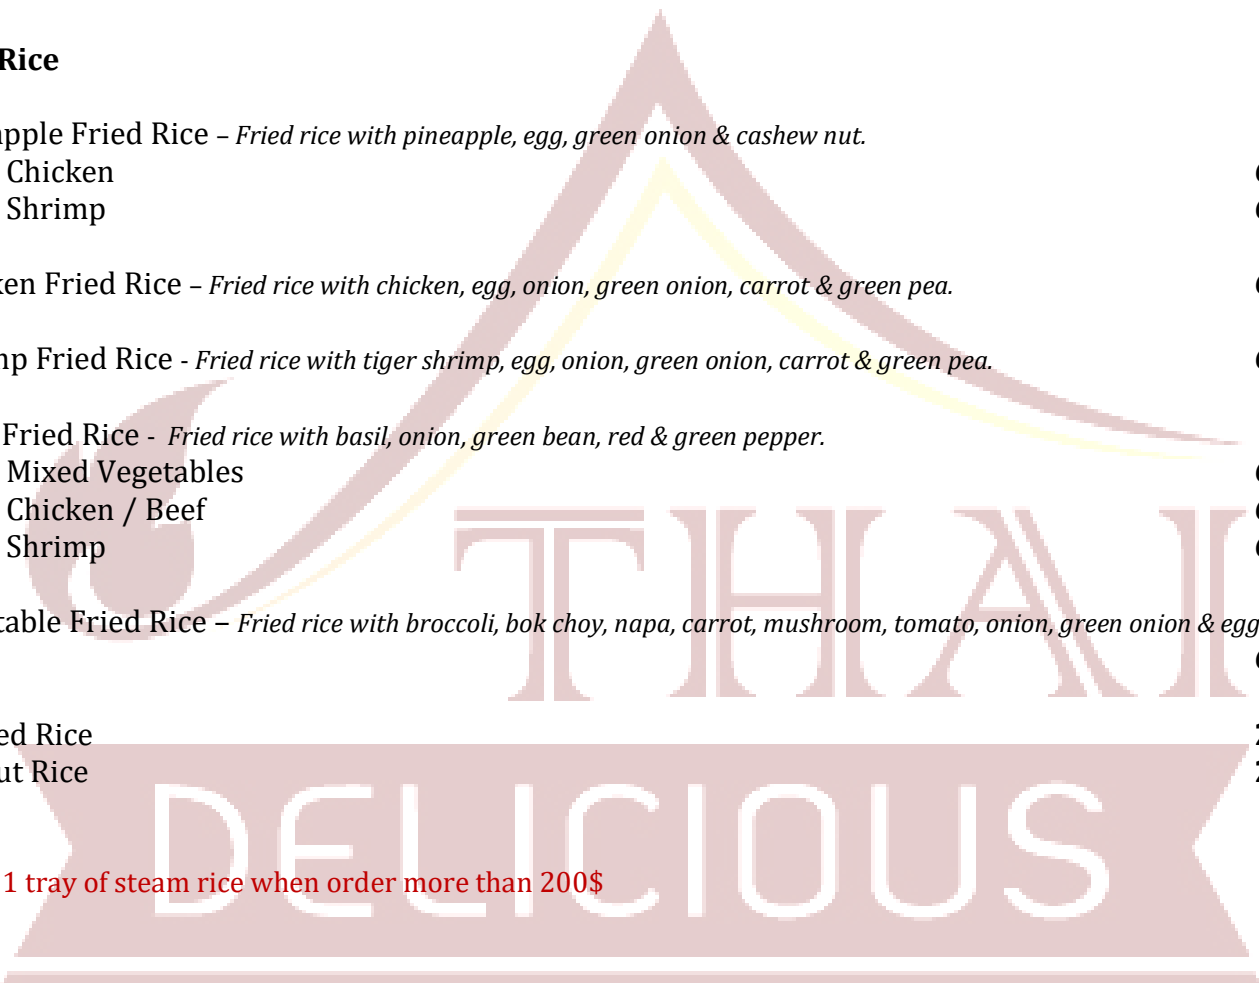 Rice
apple Fried Rice – Fried rice with pineapple, egg, green onion & cashew nut.
Chicken
Shrimp
ken Fried Rice – Fried rice with chicken, egg, onion, green onion, carrot & green pea.
mp Fried Rice - Fried rice with tiger shrimp, egg, onion, green onion, carrot & green pea.
Fried Rice - Fried rice with basil, onion, green bean, red & green pepper.
Mixed Vegetables
Chicken / Beef
Shrimp
table Fried Rice – Fried rice with broccoli, bok choy, napa, carrot, mushroom, tomato, onion, green onion & egg
ed Rice
ut Rice
1 tray of steam rice when order more than 200$
THAI
DELICIOUS